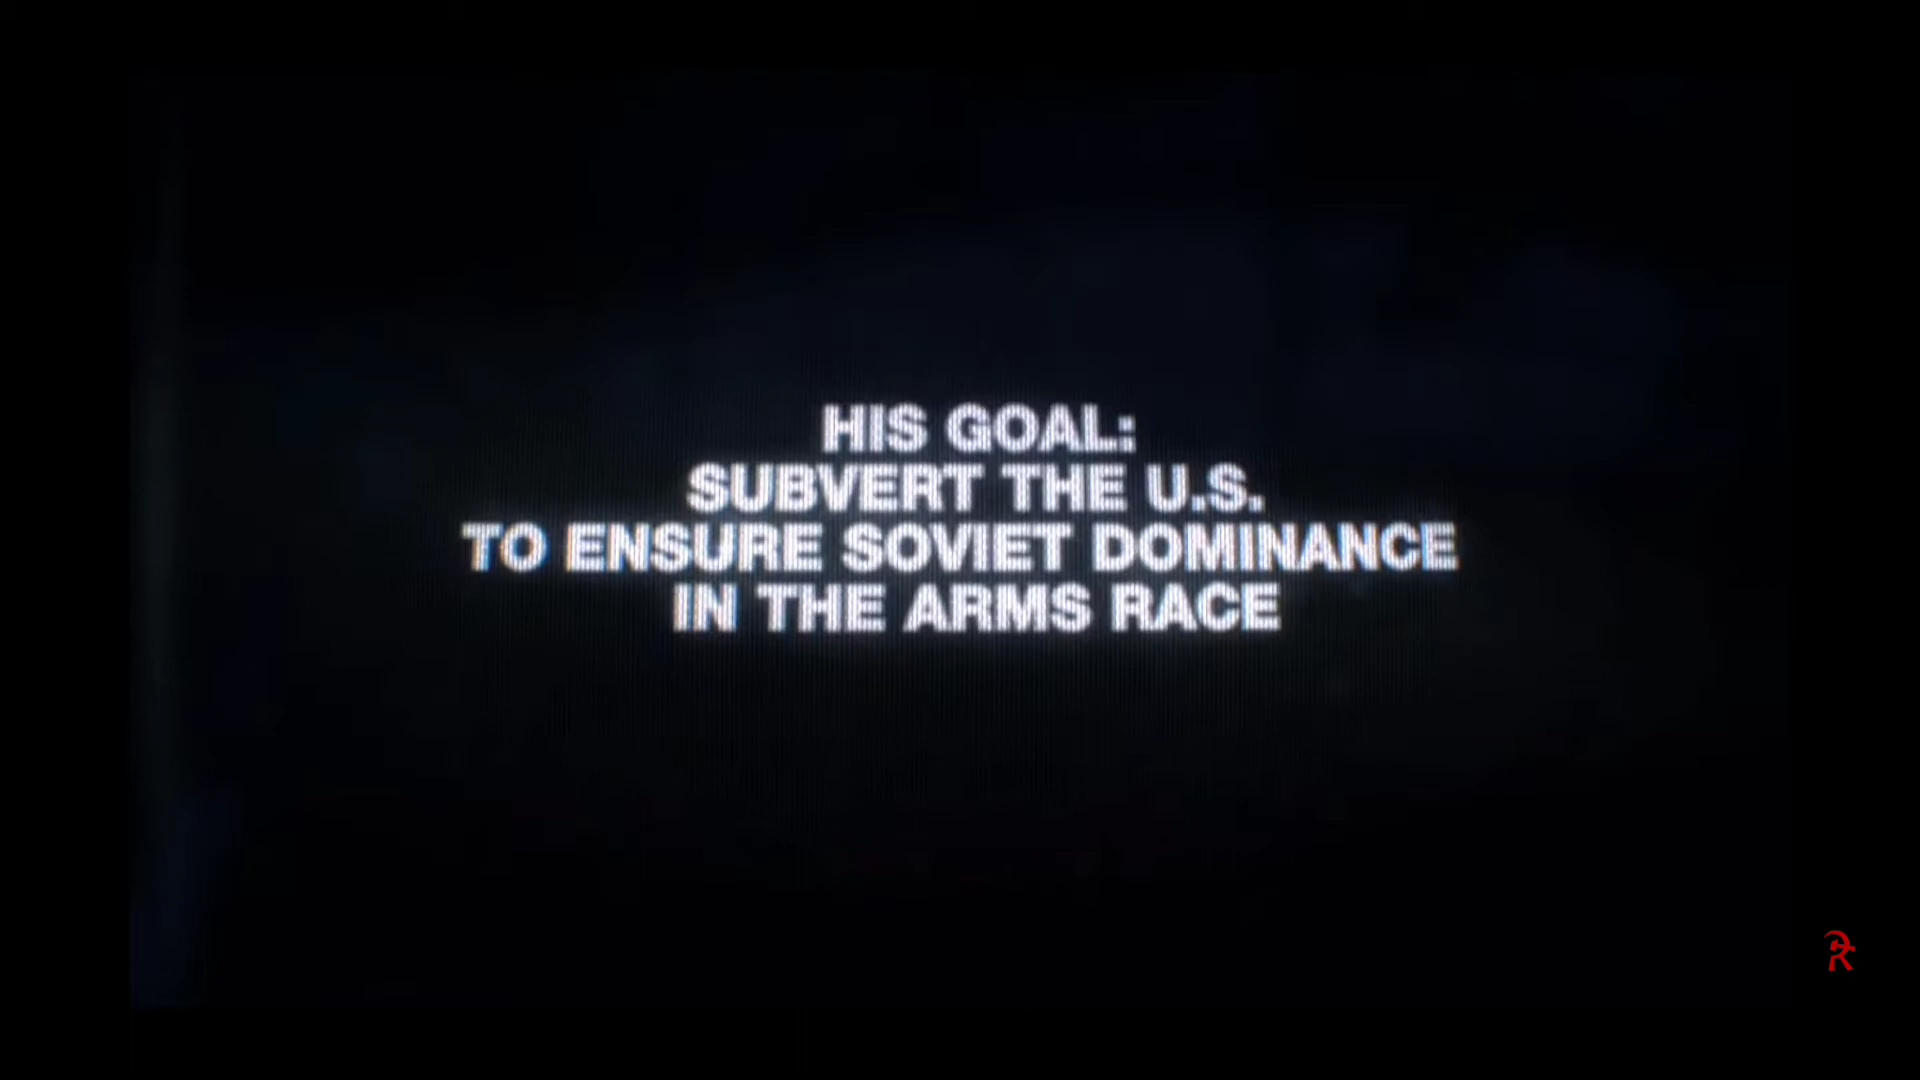 HIS GOAL:
SUBVERT THE U.S.
TO ENSURE SOVIET DOMINANCE
IN THE ARMS RACE